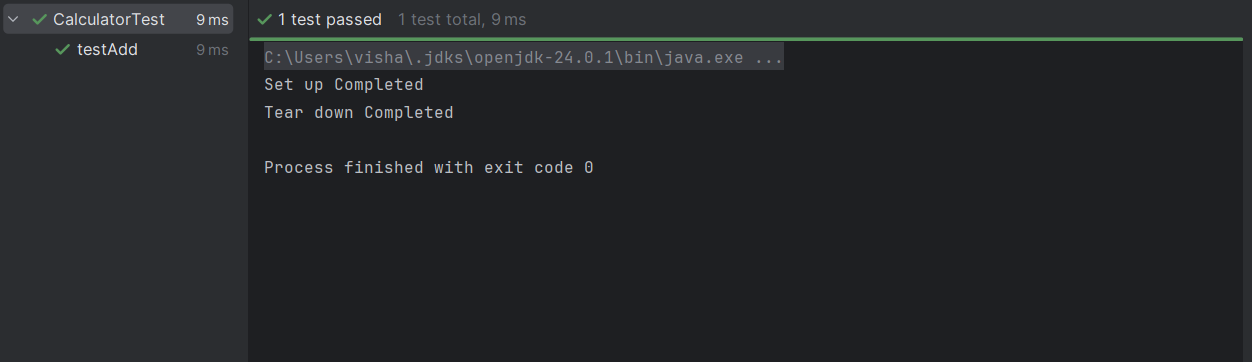 CalculatorTest 9 ms
testAdd 9 ms
1 test passed 1 test total, 9 ms
C:\Users\visha\.jdks\openjdk-24.0.1\bin\java.exe ...
Set up Completed
Tear down Completed
Process finished with exit code 0